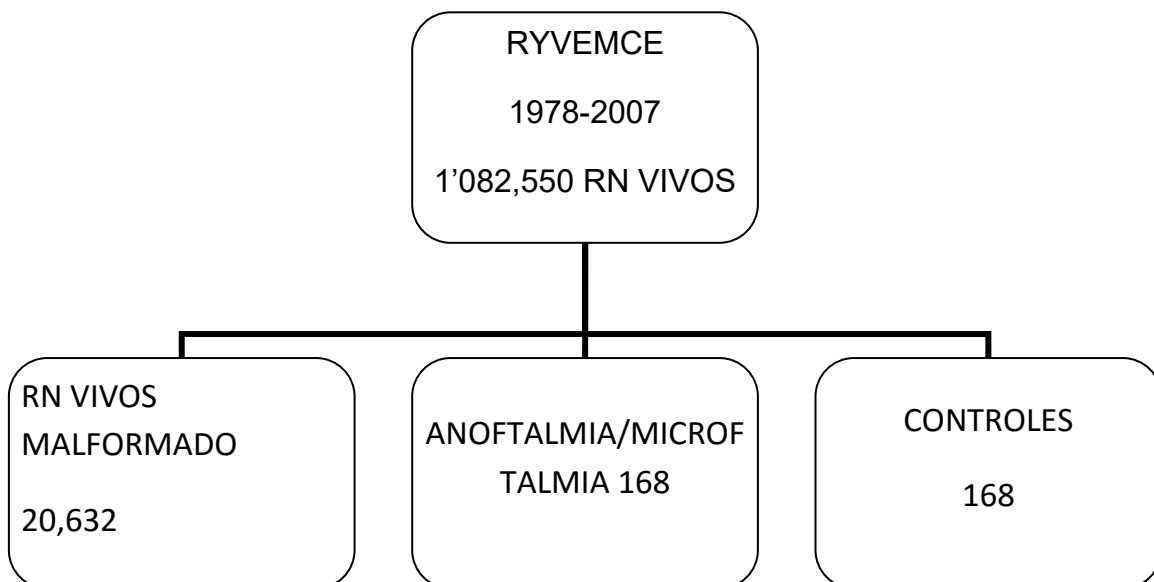 RYVEMCE
1978-2007
1’082,550 RN VIVOS
RN VIVOS
MALFORMADO
20,632
ANOFTALMIA/MICROF
TALMIA 168
CONTROLES
168